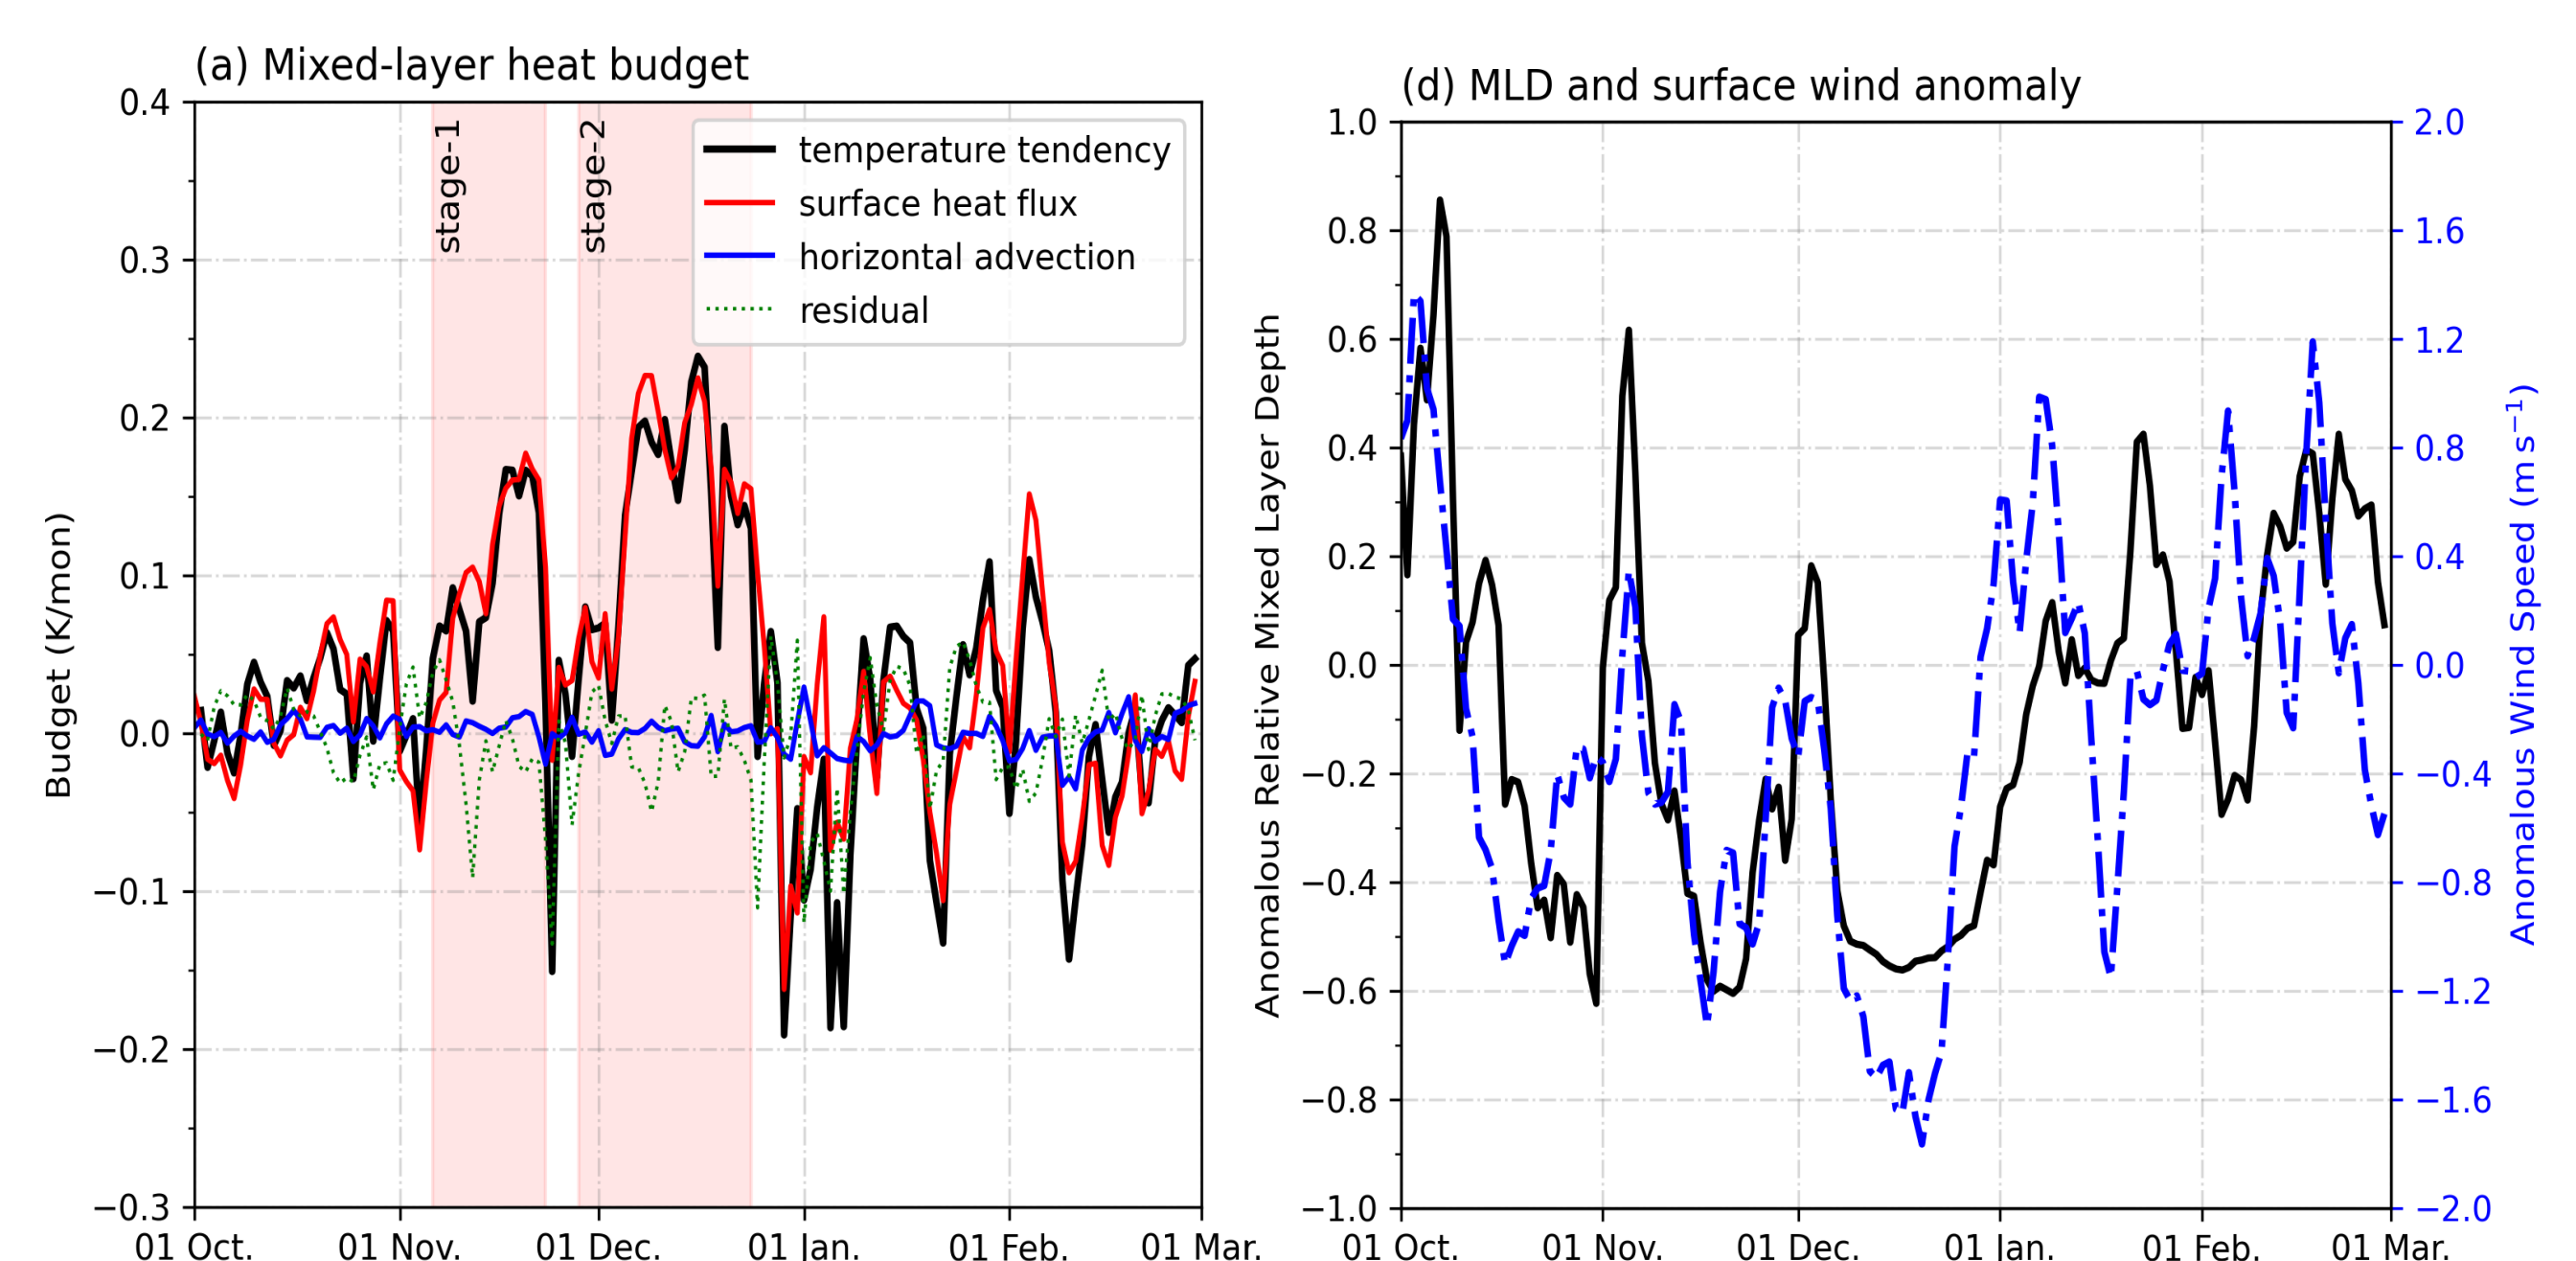 (a) Mixed-layer heat budget
0.4
0.3
0.2
0.1
0.0
−0.1
−0.2
−0.3
Budget (K/mon)
stage-1
stage-2
temperature tendency
surface heat flux
horizontal advection
residual
01 Oct.
01 Nov.
01 Dec.
01 Jan.
01 Feb.
01 Mar.
(d) MLD and surface wind anomaly
1.0
0.8
0.6
0.4
0.2
0.0
−0.2
−0.4
−0.6
−0.8
−1.0
Anomalous Relative Mixed Layer Depth
2.0
1.6
1.2
0.8
0.4
0.0
−0.4
−0.8
−1.2
−1.6
−2.0
Anomalous Wind Speed (m s⁻¹)
01 Oct.
01 Nov.
01 Dec.
01 Jan.
01 Feb.
01 Mar.